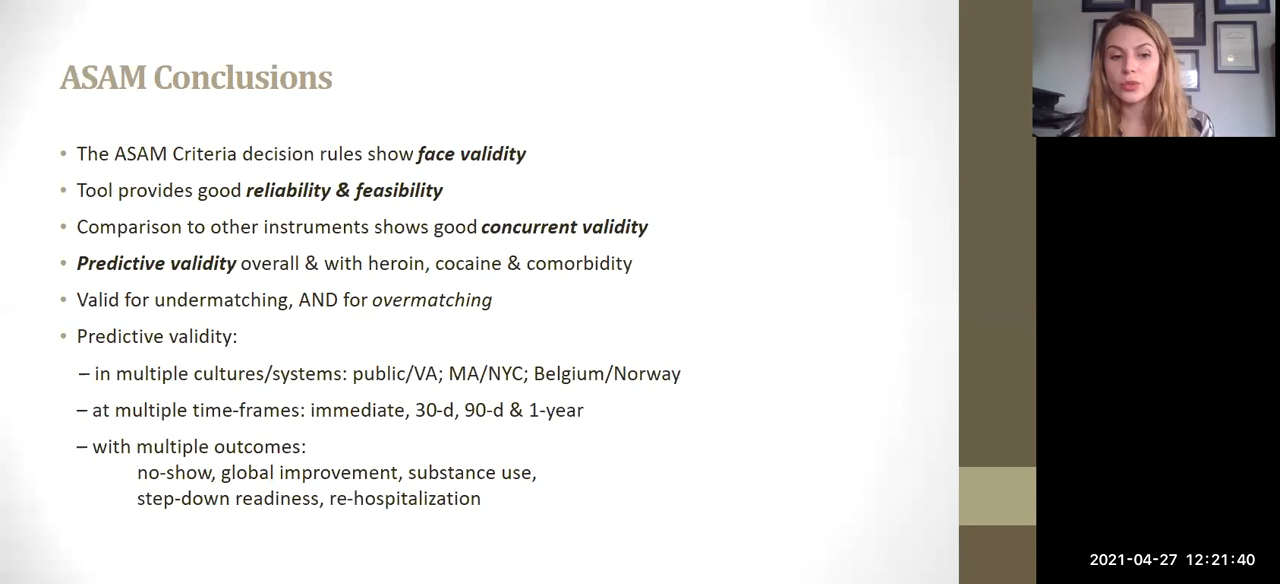 ASAM Conclusions
• The ASAM Criteria decision rules show face validity
• Tool provides good reliability & feasibility
• Comparison to other instruments shows good concurrent validity
• Predictive validity overall & with heroin, cocaine & comorbidity
• Valid for undermatching, AND for overmatching
• Predictive validity:
– in multiple cultures/systems: public/VA; MA/NYC; Belgium/Norway
– at multiple time-frames: immediate, 30-d, 90-d & 1-year
– with multiple outcomes:
no-show, global improvement, substance use,
step-down readiness, re-hospitalization
2021-04-27 12:21:40